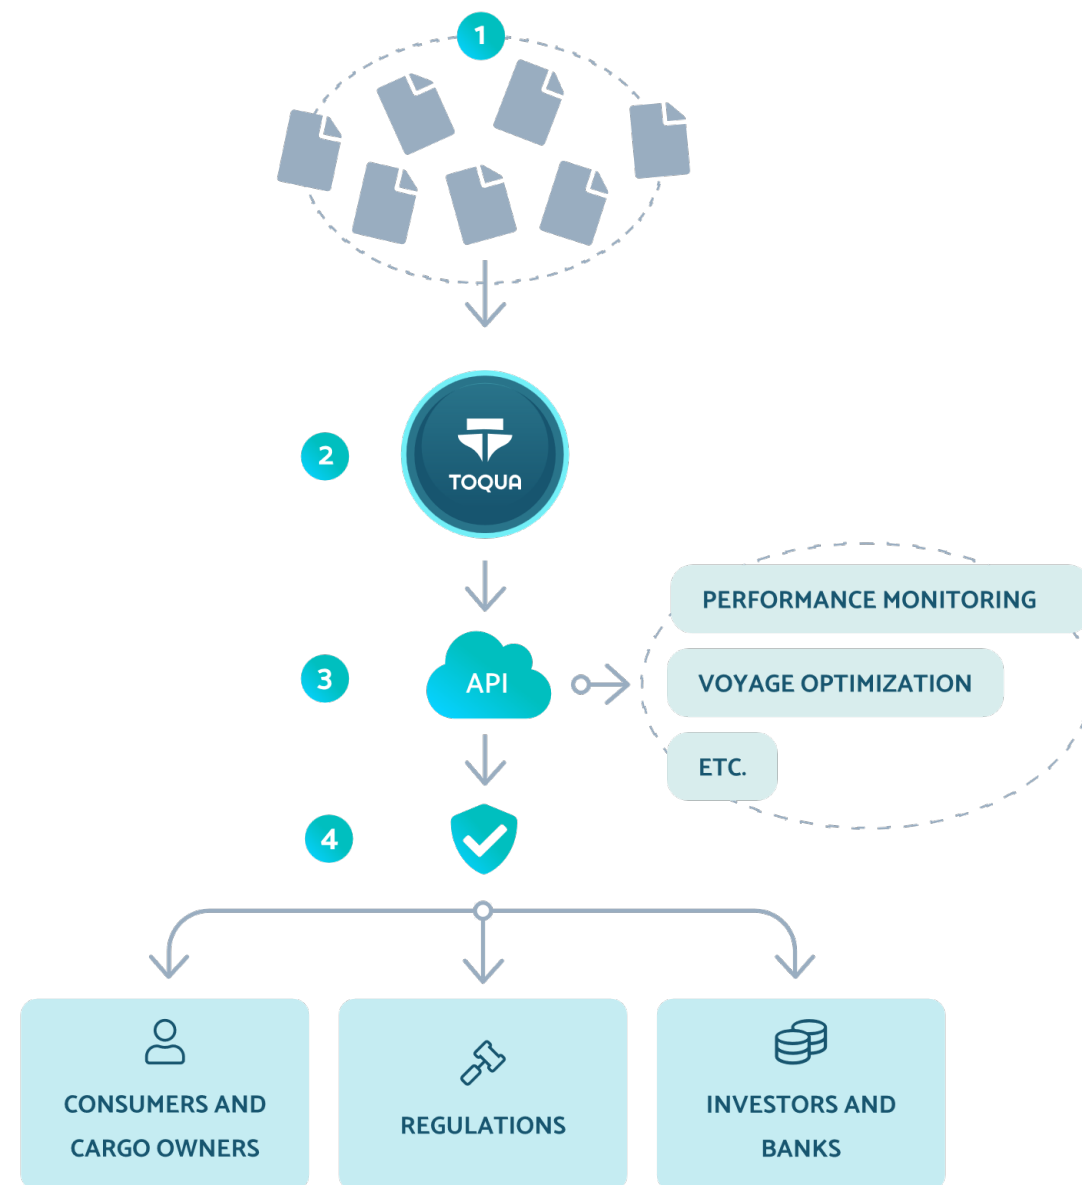 1
2
TOQUA
PERFORMANCE MONITORING
3
API
VOYAGE OPTIMIZATION
ETC.
4
CONSUMERS AND
CARGO OWNERS
REGULATIONS
INVESTORS AND
BANKS